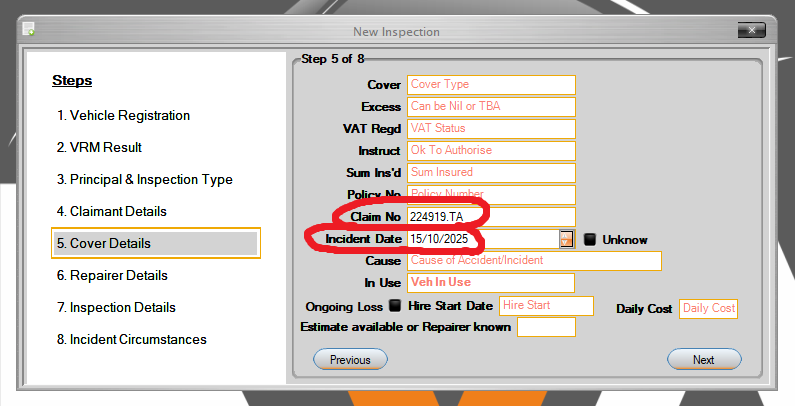 New Inspection
Steps
1. Vehicle Registration
2. VRM Result
3. Principal & Inspection Type
4. Claimant Details
5. Cover Details
6. Repairer Details
7. Inspection Details
8. Incident Circumstances
Step 5 of 8
Cover Cover Type
Excess Can be Nil or TBA
VAT Regd VAT Status
Instruct Ok To Authorise
Sum Ins'd Sum Insured
Policy No Policy Number
Claim No 224919.TA
Incident Date 15/10/2025 Unknow
Cause Cause of Accident/Incident
In Use Veh In Use
Ongoing Loss Hire Start Date Hire Start Daily Cost Daily Cost
Estimate available or Repairer known
Previous Next